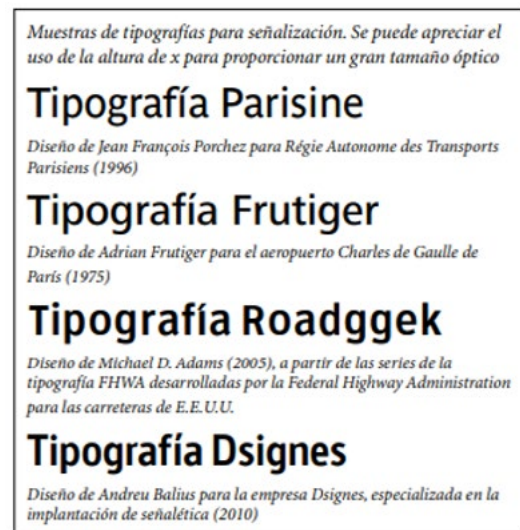 Muestras de tipografías para señalización. Se puede apreciar el
uso de la altura de x para proporcionar un gran tamaño óptico
Tipografía Parisine
Diseño de Jean François Porchez para Régie Autonome des Transports
Parisiens (1996)
Tipografía Frutiger
Diseño de Adrian Frutiger para el aeropuerto Charles de Gaulle de
París (1975)
Tipografía Roadggek
Diseño de Michael D. Adams (2005), a partir de las series de la
tipografía FHWA desarrolladas por la Federal Highway Administration
para las carreteras de E.E.U.U.
Tipografía Dsignes
Diseño de Andreu Balius para la empresa Dsignes, especializada en la
implantación de señalética (2010)